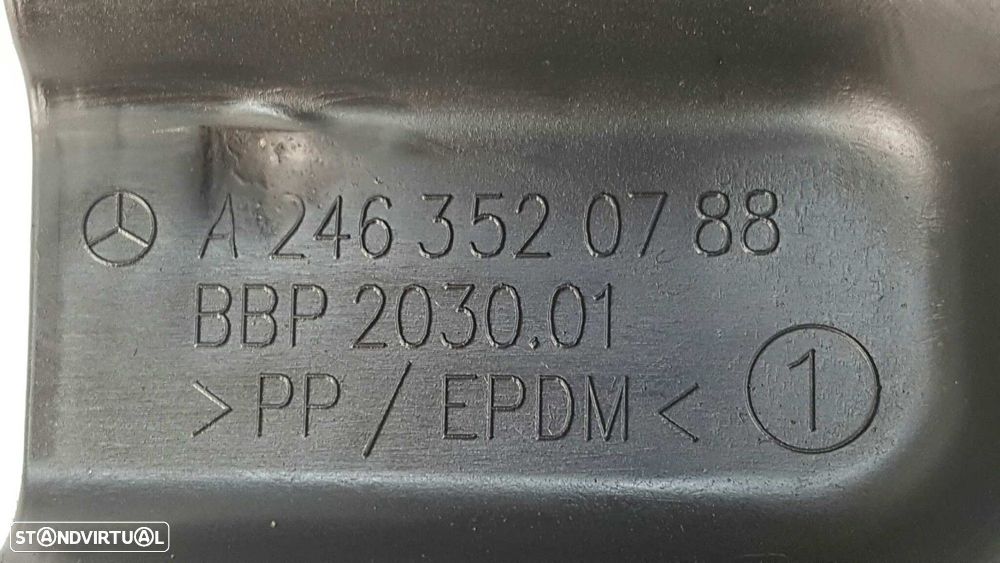 A 246 352 07 88
BBP 2030.01
>PP / EPDM< 1
STANDVIRTUAL